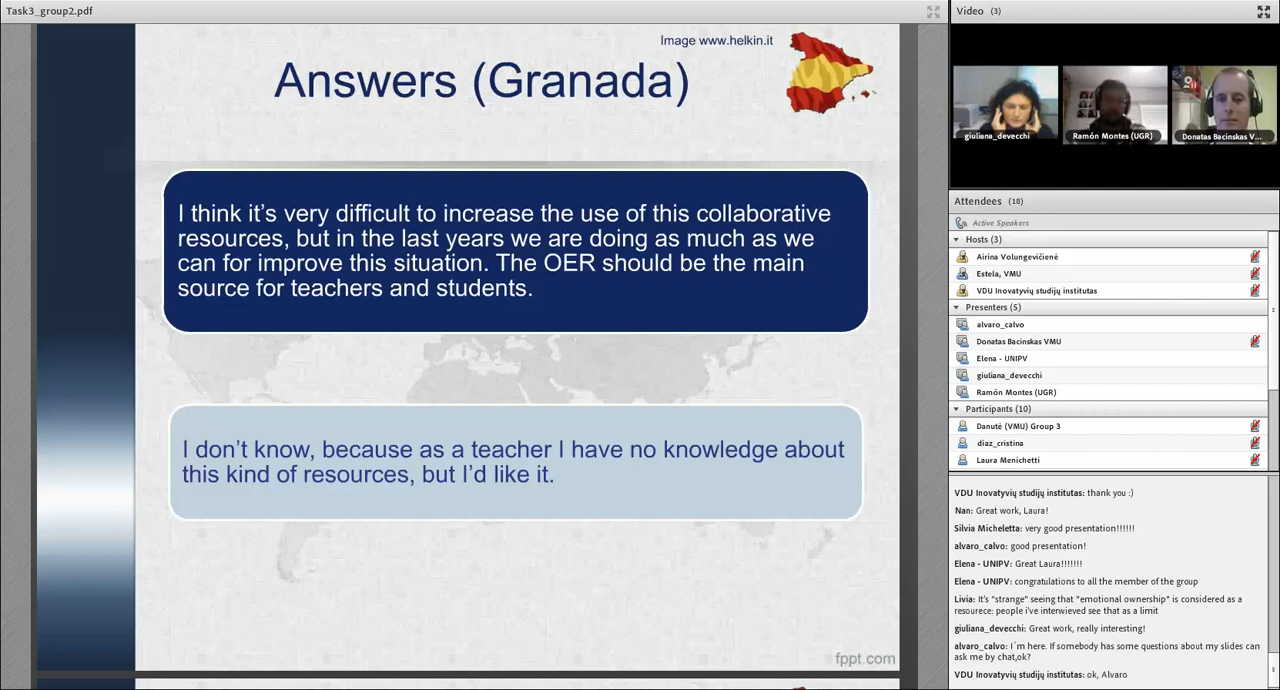 Task3_group2.pdf
Image www.helkin.it
Answers (Granada)
I think it's very difficult to increase the use of this collaborative
resources, but in the last years we are doing as much as we
can for improve this situation. The OER should be the main
source for teachers and students.
I don't know, because as a teacher I have no knowledge about
this kind of resources, but I'd like it.
fppt.com
Video (3)
giuliana_devecchi
Ramón Montes (UGR)
Donatas Bacinskas V...
Attendees (18)
Active Speakers
Hosts (3)
Airina Volungevičienė
Estela, VMU
VDU Inovatyvių studijų institutas
Presenters (5)
alvaro_calvo
Donatas Bacinskas VMU
Elena - UNIPV
giuliana_devecchi
Ramón Montes (UGR)
Participants (10)
Danutė (VMU) Group 3
diaz_cristina
Laura Menichetti
VDU Inovatyvių studijų institutas: thank you :)
Nan: Great work, Laura!
Silvia Micheletta: very good presentation!!!!!!
alvaro_calvo: good presentation!
Elena - UNIPV: Great Laura!!!!!!!
Elena - UNIPV: congratulations to all the member of the group
Livia: It's "strange" seeing that "emotional ownership" is considered as a
resourece: people i've interwieved see that as a limit
giuliana_devecchi: Great work, really interesting!
alvaro_calvo: I´m here. If somebody has some questions about my slides can
ask me by chat,ok?
VDU Inovatyvių studijų institutas: ok, Alvaro